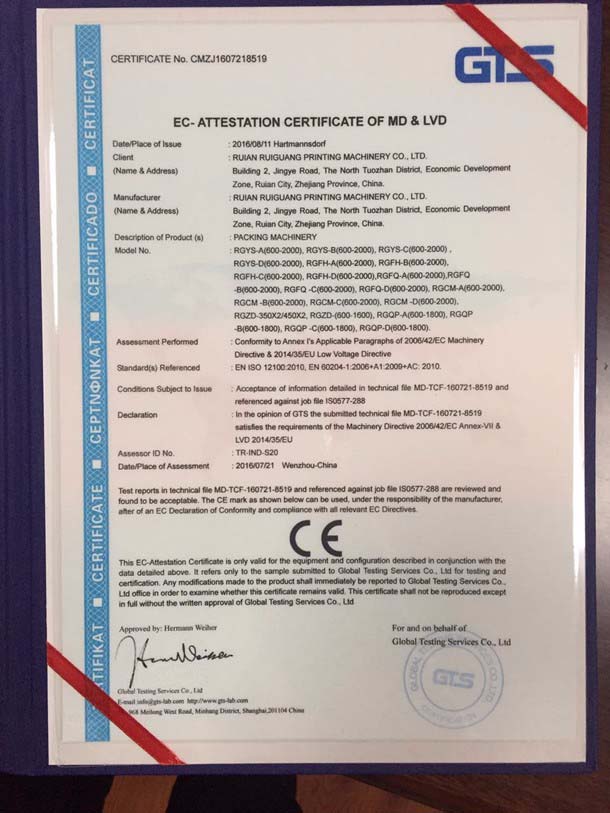 CERTIFICATE No. CMZJ1607218519
GTS
EC- ATTESTATION CERTIFICATE OF MD & LVD
Date/Place of Issue : 2016/08/11 Hartmannsdorf
Client : RUIAN RUIGUANG PRINTING MACHINERY CO., LTD.
(Name & Address) Building 2, Jingye Road, The North Tuozhan District, Economic Development
Zone, Ruian City, Zhejiang Province, China.
Manufacturer : RUIAN RUIGUANG PRINTING MACHINERY CO., LTD.
(Name & Address) Building 2, Jingye Road, The North Tuozhan District, Economic Development
Zone, Ruian City, Zhejiang Province, China.
Description of Product (s) : PACKING MACHINERY
Model No. : RGYS-A(600-2000), RGYS-B(600-2000), RGYS-C(600-2000) ,
RGYS-D(600-2000), RGFH-A(600-2000), RGFH-B(600-2000),
RGFH-C(600-2000), RGFH-D(600-2000),RGFQ-A(600-2000),RGFQ
-B(600-2000), RGFQ -C(600-2000), RGFQ-D(600-2000), RGCM-A(600-2000),
RGCM -B(600-2000), RGCM-C(600-2000), RGCM -D(600-2000),
RGZD-350X2/450X2, RGZD-(600-1600), RGQP-A(600-1800), RGQP
-B(600-1800), RGQP -C(600-1800), RGQP-D(600-1800).
Assessment Performed : Conformity to Annex I's Applicable Paragraphs of 2006/42/EC Machinery
Directive & 2014/35/EU Low Voltage Directive
Standard(s) Referenced : EN ISO 12100:2010, EN 60204-1:2006+A1:2009+AC: 2010.
Conditions Subject to Issue : Acceptance of information detailed in technical file MD-TCF-160721-8519 and
referenced against job file IS0577-288
Declaration : In the opinion of GTS the submitted technical file MD-TCF-160721-8519
satisfies the requirements of the Machinery Directive 2006/42/EC Annex-VII &
LVD 2014/35/EU
Assessor ID No. : TR-IND-S20
Date/Place of Assessment : 2016/07/21 Wenzhou-China
Test reports in technical file MD-TCF-160721-8519 and referenced against job file IS0577-288 are reviewed and
found to be acceptable. The CE mark as shown below can be used, under the responsibility of the manufacturer,
after of an EC Declaration of Conformity and compliance with all relevant EC Directives.
CE
This EC-Attestation Certificate is only valid for the equipment and configuration described in conjunction with the
data detailed above. It refers only to the sample submitted to Global Testing Services Co., Ltd for testing and
certification. Any modifications made to the product shall immediately be reported to Global Testing Services Co.,
Ltd office in order to examine whether this certificate remains valid. This certificate shall not be reproduced except
in full without the written approval of Global Testing Services Co., Ltd
Approved by: Hermann Weiher
For and on behalf of
Global Testing Services Co., Ltd
Global Testing Services Co., Ltd
E-mail:info@gts-lab.com http://www.gts-lab.com
968 Meilong West Road, Minhang District, Shanghai,201104 China
GTS
TIFIKAT ■ CERTIFICATE ■ CEPTNФNKAT ■ CERTIFICADO ■ CERTIFICAT